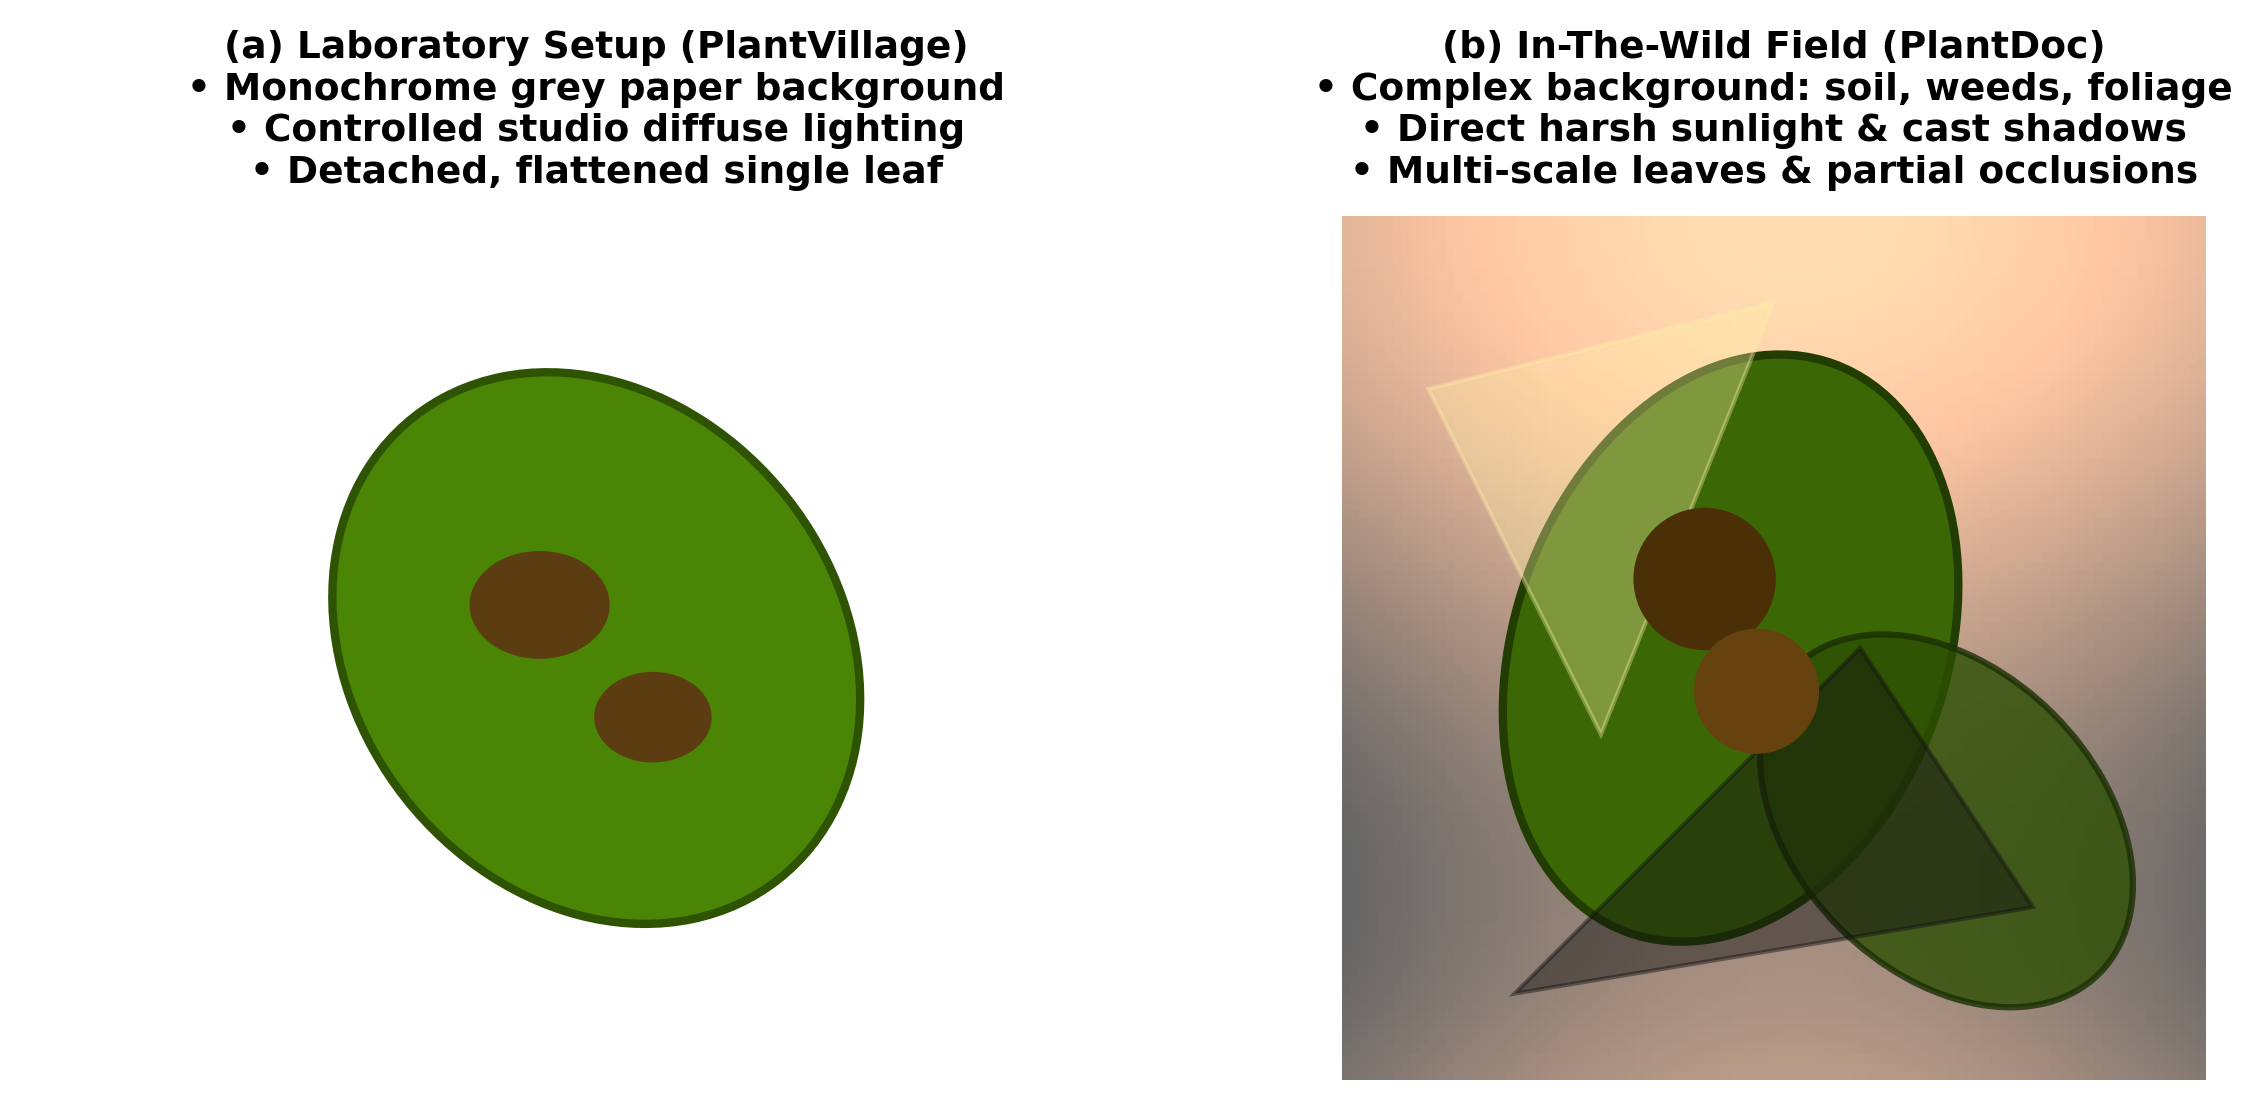 (a) Laboratory Setup (PlantVillage)
• Monochrome grey paper background
• Controlled studio diffuse lighting
• Detached, flattened single leaf
(b) In-The-Wild Field (PlantDoc)
• Complex background: soil, weeds, foliage
• Direct harsh sunlight & cast shadows
• Multi-scale leaves & partial occlusions